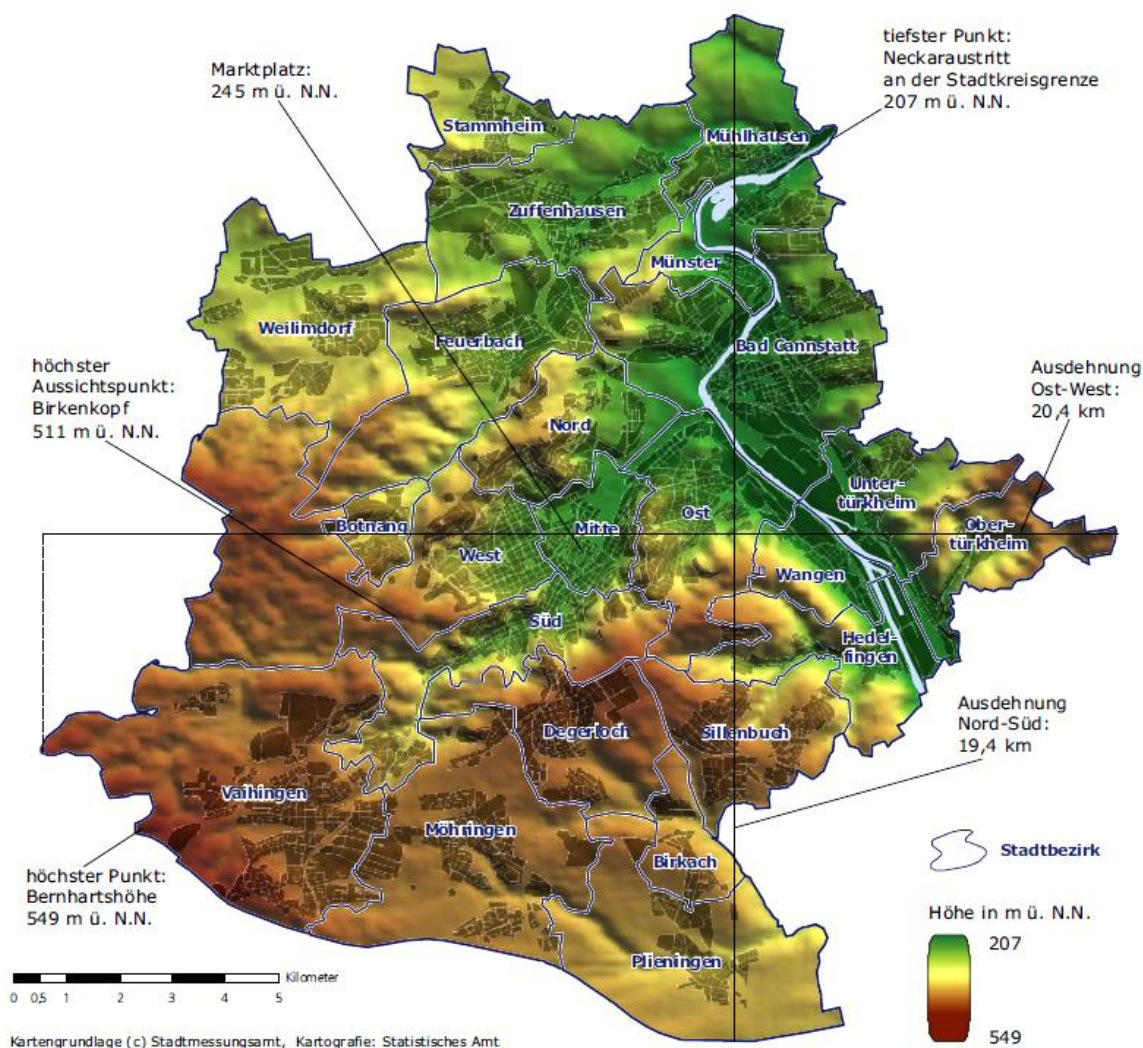 Marktplatz:
245 m ü. N.N.
tiefster Punkt:
Neckaraustritt
an der Stadtkreisgrenze
207 m ü. N.N.
Stammheim
Mühlhausen
Zuffenhausen
Münster
Weilimdorf
Feuerbach
Bad Cannstatt
höchster
Aussichtspunkt:
Birkenkopf
511 m ü. N.N.
Ausdehnung
Ost-West:
20,4 km
Nord
Unter-
türkheim
Botnang
West
Mitte
Ost
Ober-
türkheim
Wangen
Süd
Hedel-
fingen
Degerloch
Sillenbuch
Ausdehnung
Nord-Süd:
19,4 km
Vaihingen
Möhringen
Birkach
Stadtbezirk
höchster Punkt:
Bernhartshöhe
549 m ü. N.N.
Plieningen
Höhe in m ü. N.N.
207
549
Kilometer
0 0,5 1 2 3 4 5
Kartengrundlage (c) Stadtmessungsamt, Kartografie: Statistisches Amt